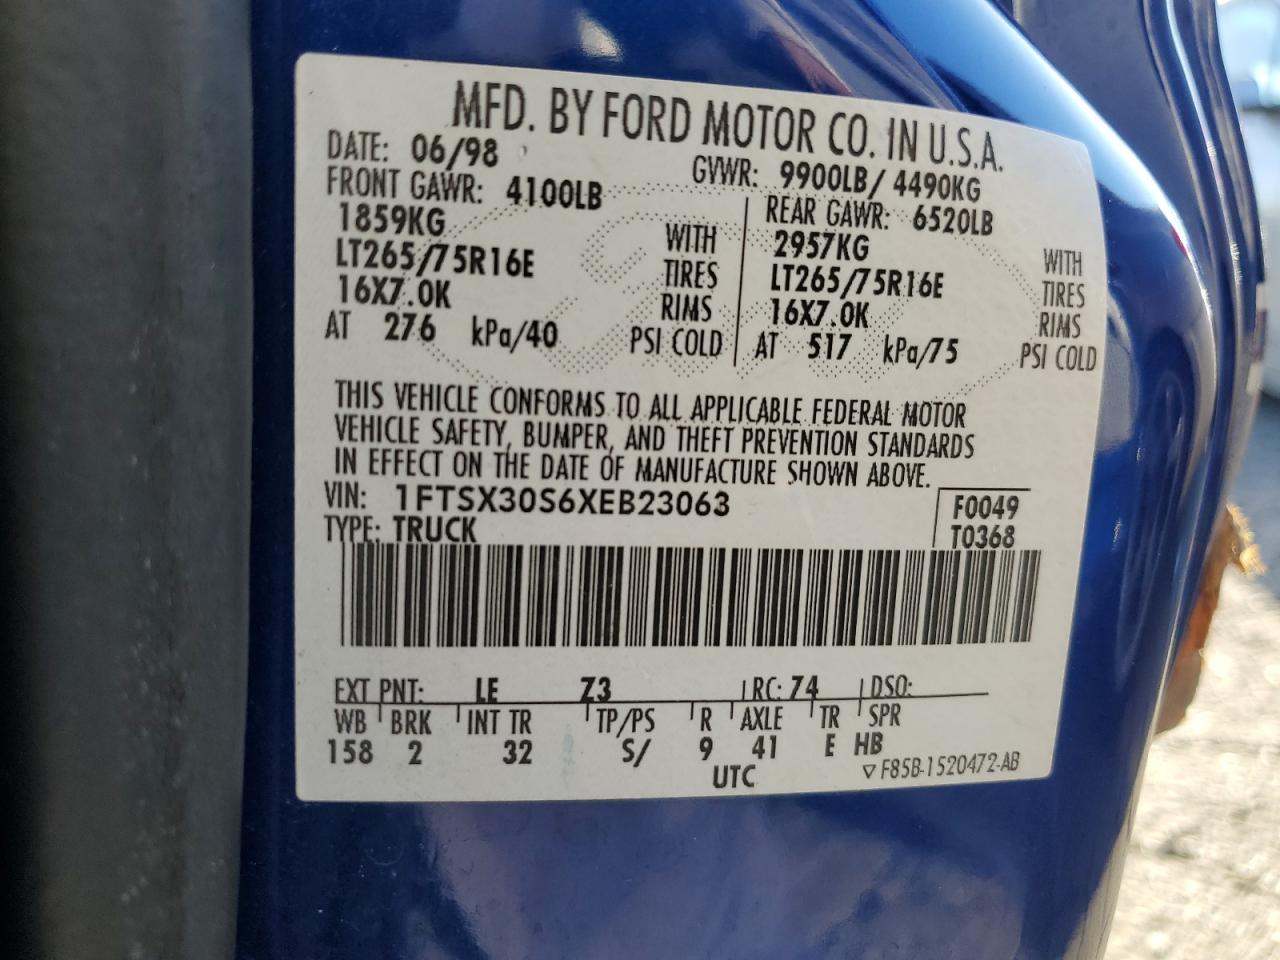 MFD. BY FORD MOTOR CO. IN U.S.A.
DATE: 06/98 GVWR: 9900LB/ 4490KG
FRONT GAWR: 4100LB REAR GAWR: 6520LB
1859KG WITH 2957KG WITH
LT265/75R16E TIRES LT265/75R16E TIRES
16X7.0K RIMS 16X7.0K RIMS
AT 276 kPa/40 PSI COLD AT 517 kPa/75 PSI COLD
THIS VEHICLE CONFORMS TO ALL APPLICABLE FEDERAL MOTOR
VEHICLE SAFETY, BUMPER, AND THEFT PREVENTION STANDARDS
IN EFFECT ON THE DATE OF MANUFACTURE SHOWN ABOVE.
VIN: 1FTSX30S6XEB23063 F0049
TYPE: TRUCK T0368
EXT PNT: LE Z3 RC: 74 DSO:
WB BRK INT TR TP/PS R AXLE TR SPR
158 2 32 S/ 9 41 E HB
UTC ▽ F85B-1520472-AB